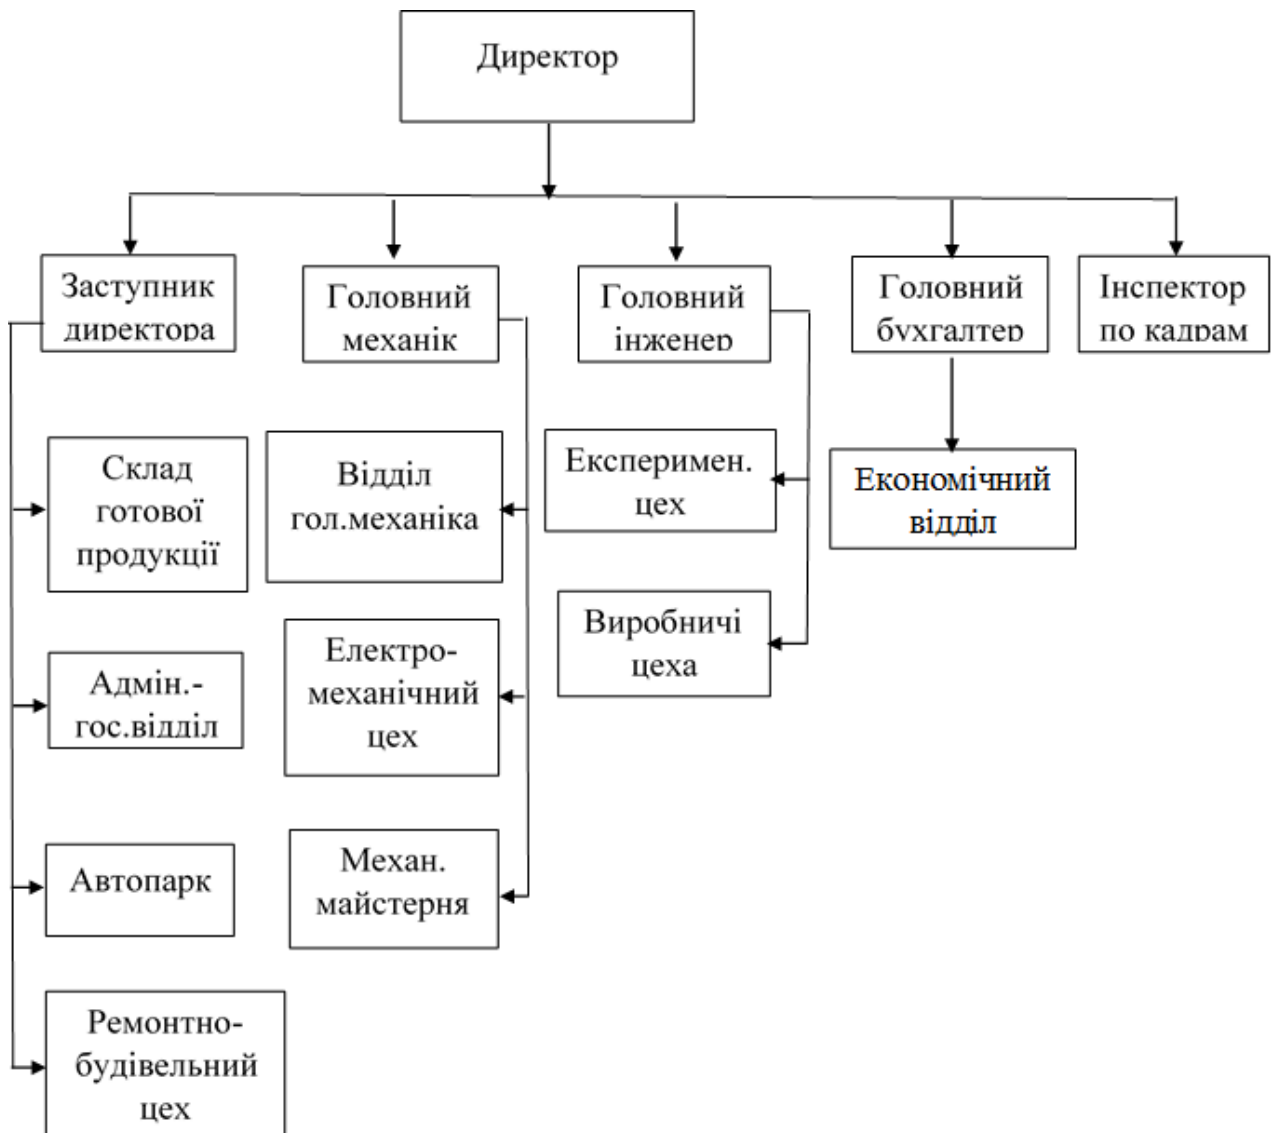 Директор
Заступник
директора
Головний
механік
Головний
інженер
Головний
бухгалтер
Інспектор
по кадрам
Склад
готової
продукції
Відділ
гол.механіка
Експеримен.
цех
Економічний
відділ
Адмін.-
гос.відділ
Електро-
механічний
цех
Виробничі
цеха
Автопарк
Механ.
майстерня
Ремонтно-
будівельний
цех